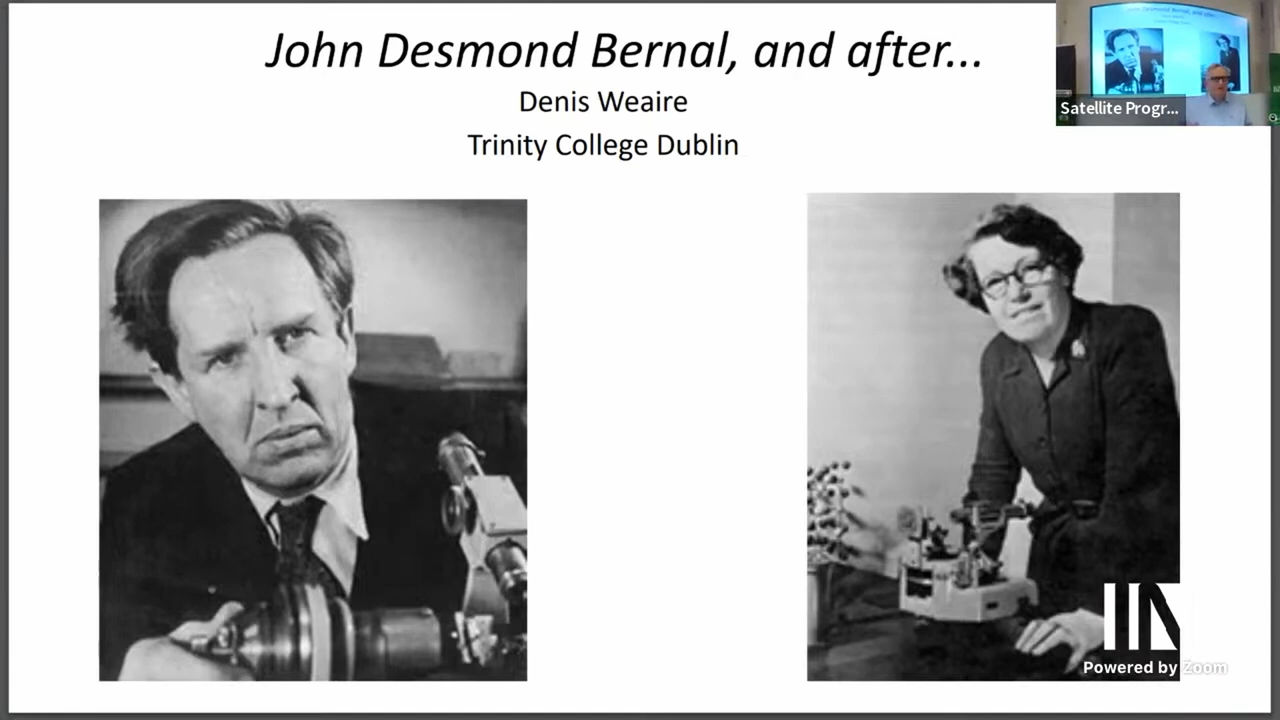 John Desmond Bernal, and after...
Denis Weaire
Trinity College Dublin
Satellite Progr...
Powered by Zoom